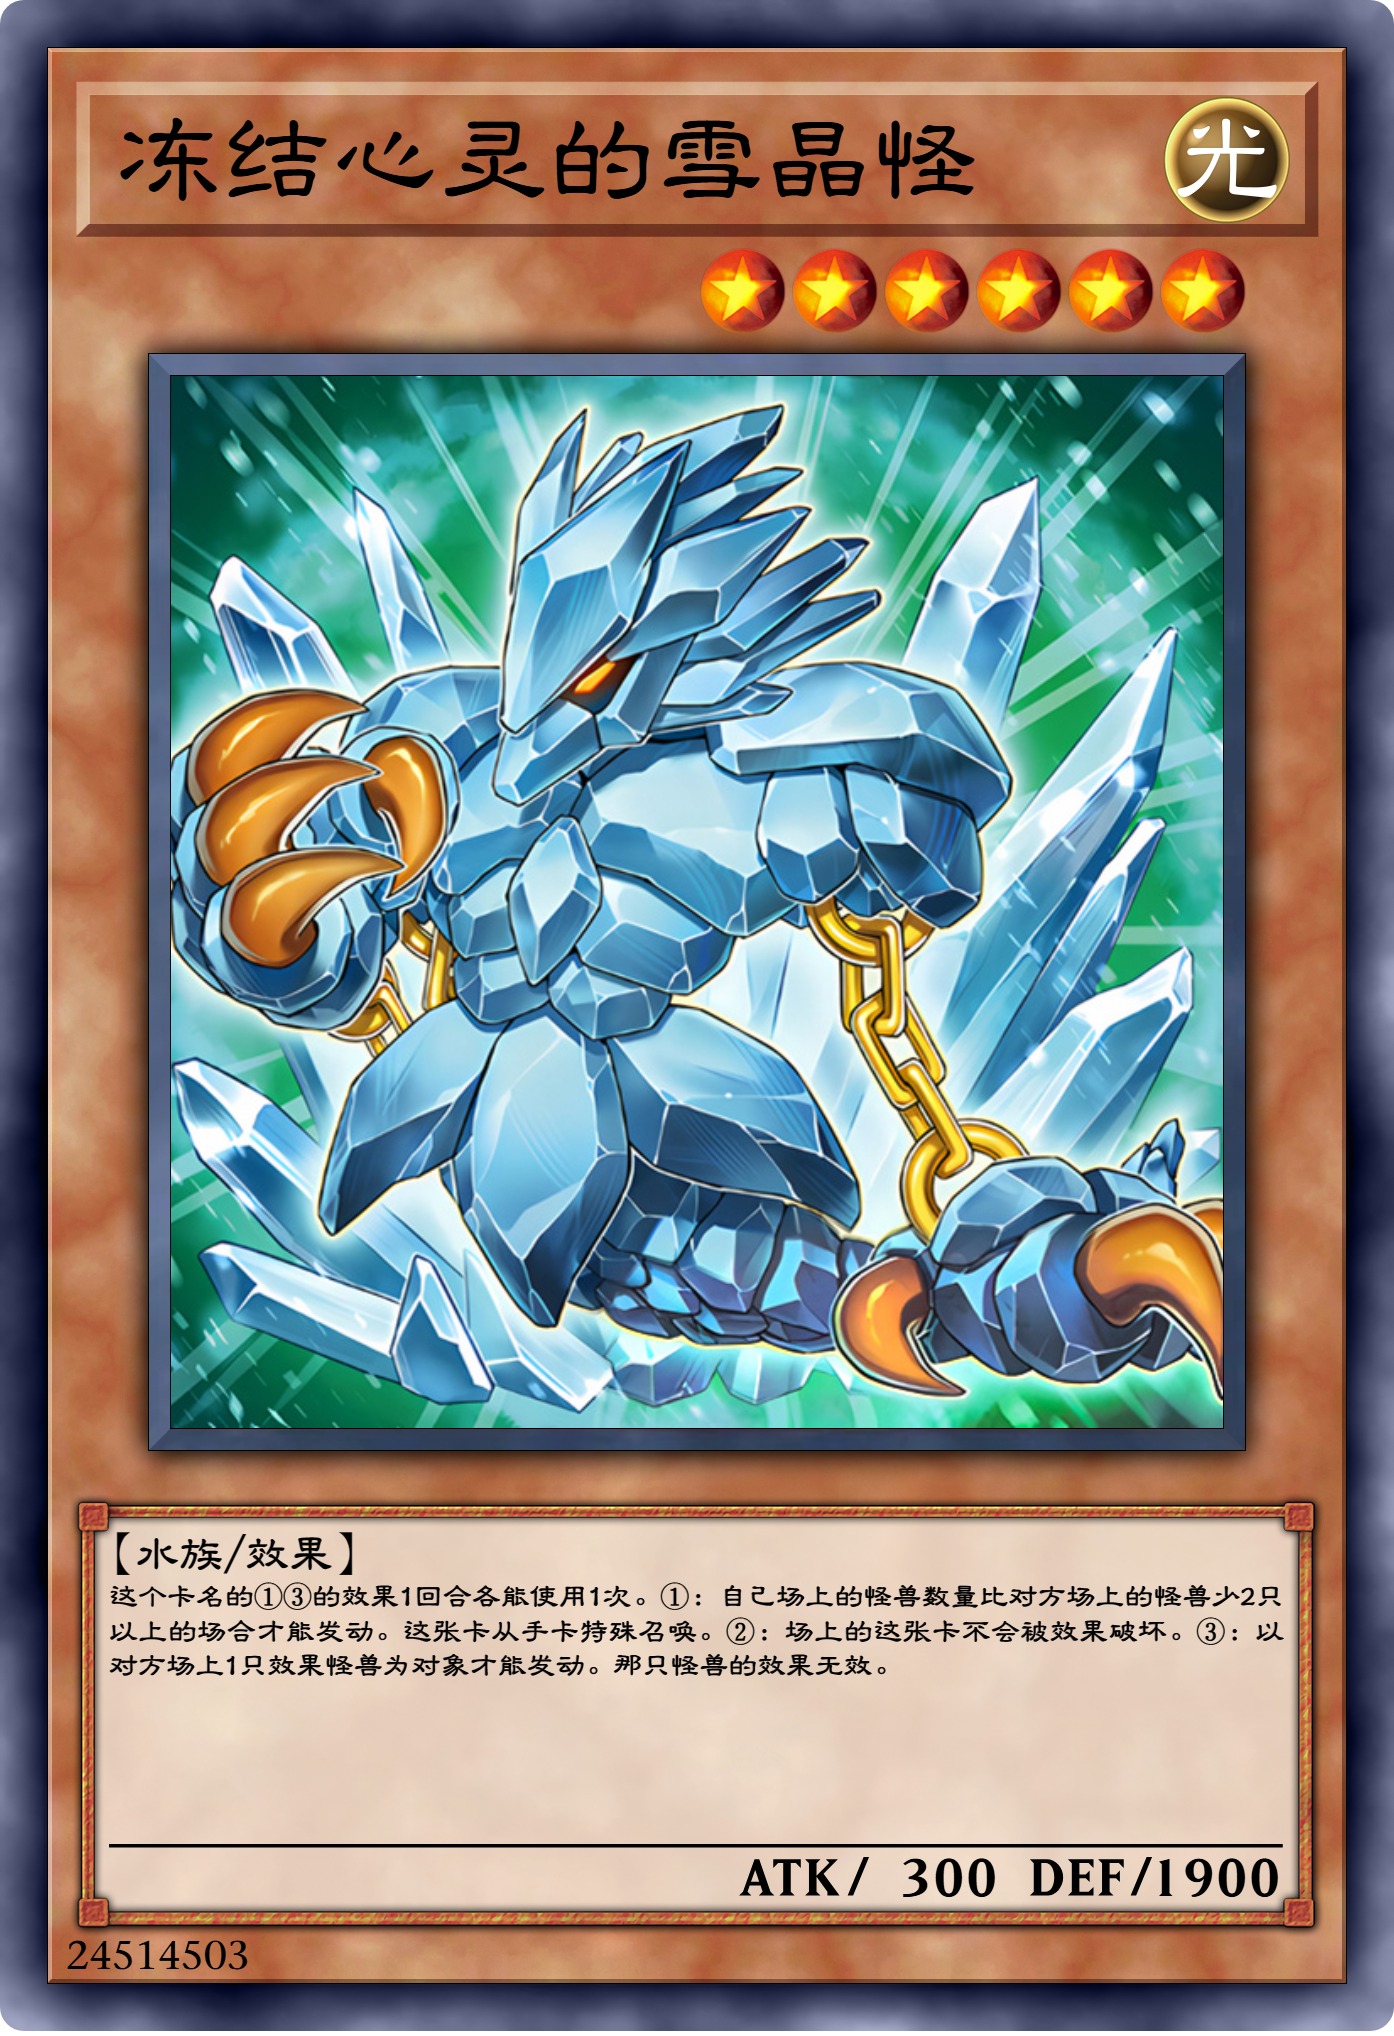 冻结心灵的雪晶怪
光
【水族/效果】
这个卡名的①③的效果1回合各能使用1次。①：自己场上的怪兽数量比对方场上的怪兽少2只
以上的场合才能发动。这张卡从手卡特殊召唤。②：场上的这张卡不会被效果破坏。③：以
对方场上1只效果怪兽为对象才能发动。那只怪兽的效果无效。
ATK/ 300 DEF/1900
24514503